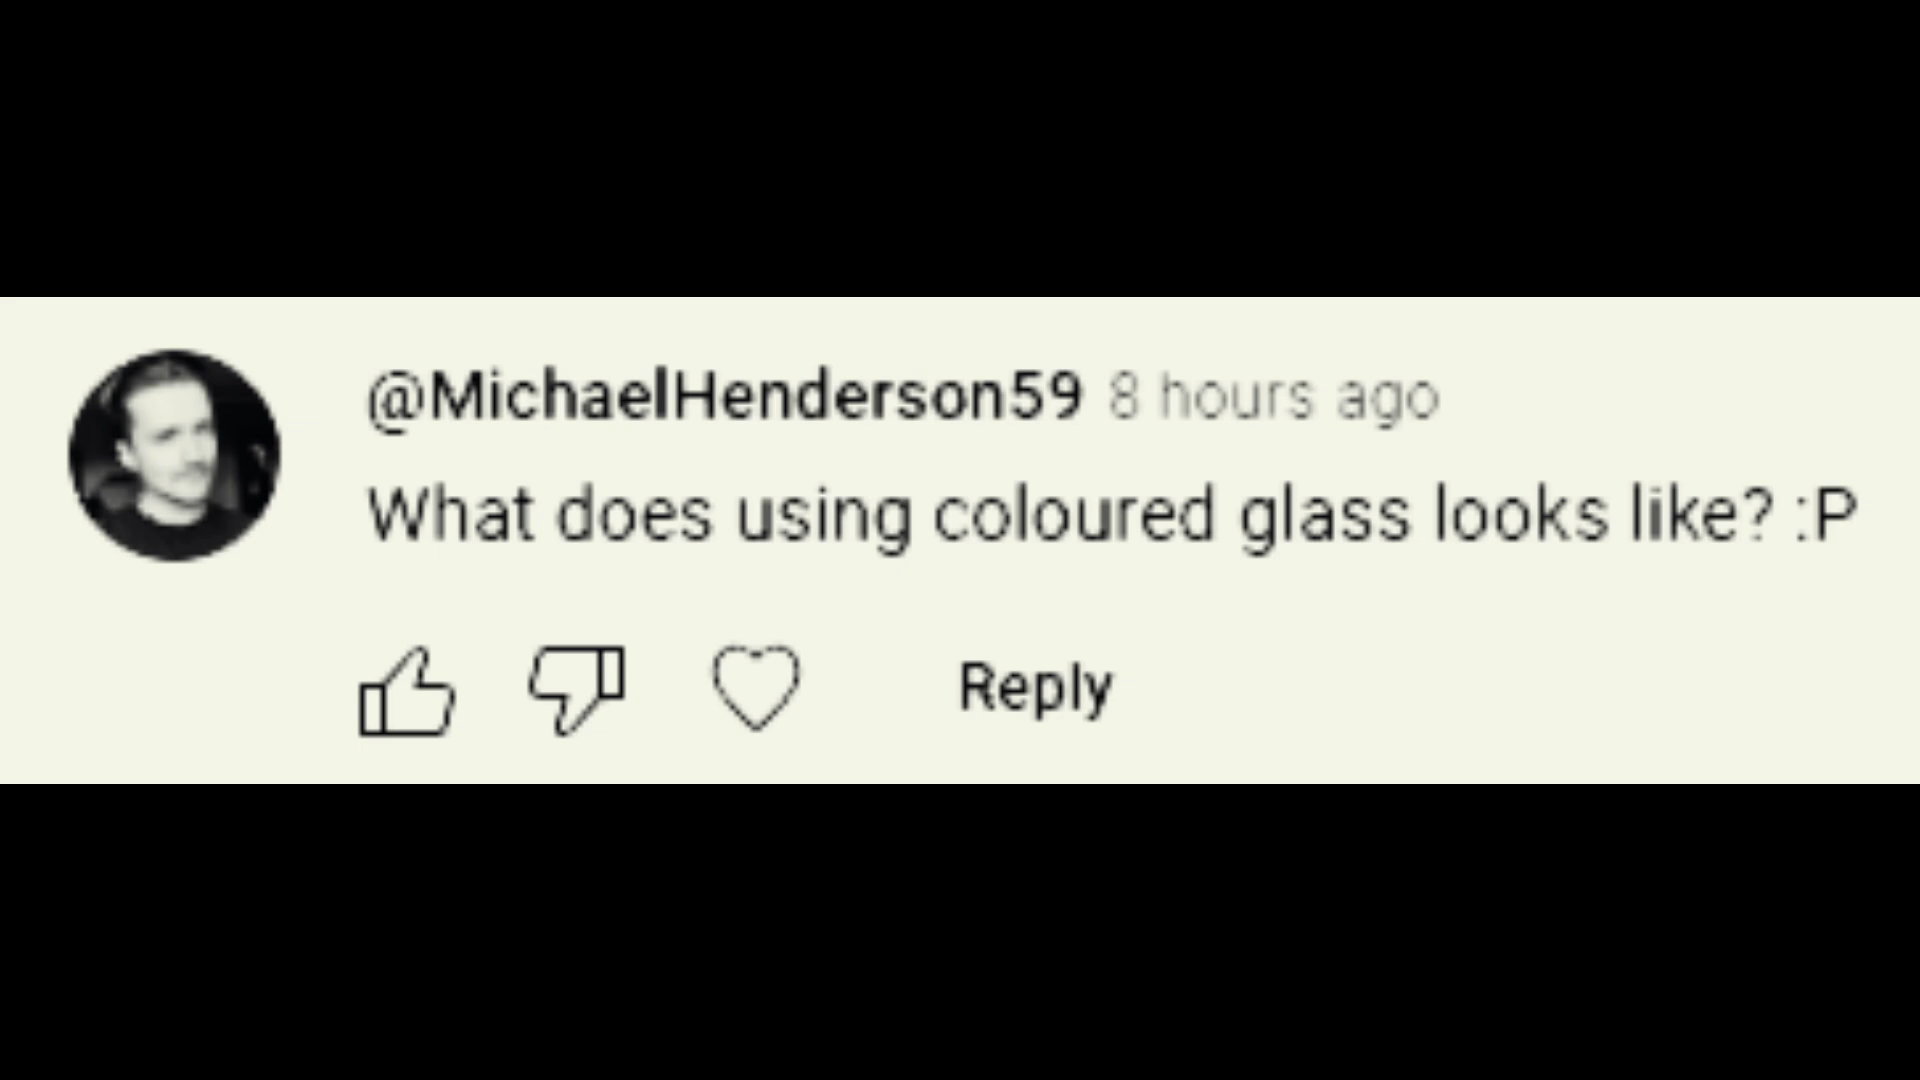 @MichaelHenderson59 8 hours ago
What does using coloured glass looks like? :P
Reply